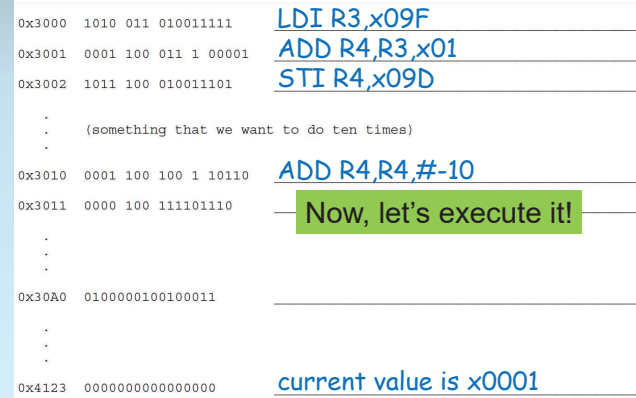 0x3000 1010 011 010011111 LDI R3,x09F
0x3001 0001 100 011 1 00001 ADD R4,R3,x01
0x3002 1011 100 010011101 STI R4,x09D
.
. (something that we want to do ten times)
.
0x3010 0001 100 100 1 10110 ADD R4,R4,#-10
0x3011 0000 100 111101110 Now, let's execute it!
.
.
.
0x30A0 0100000100100011
.
.
.
0x4123 0000000000000000 current value is x0001